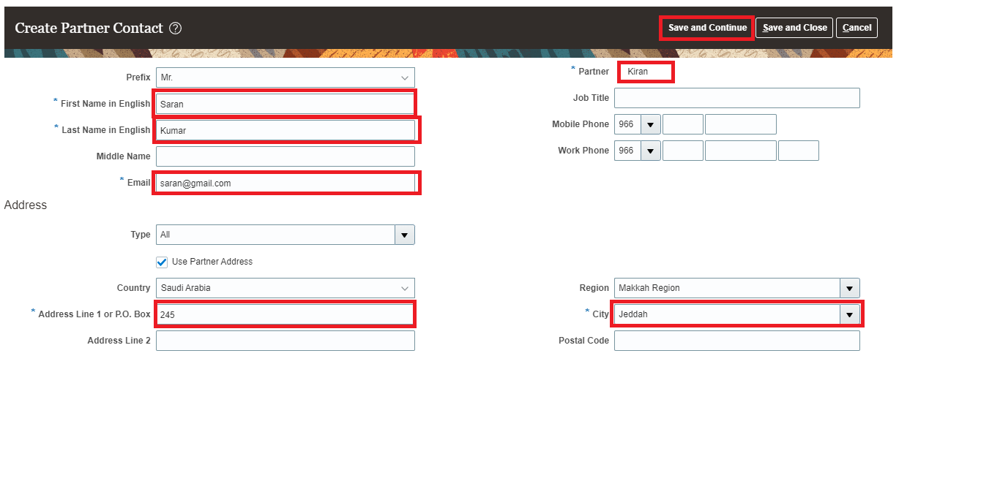 Create Partner Contact ?
Save and Continue Save and Close Cancel
Prefix Mr.
* First Name in English Saran
* Last Name in English Kumar
Middle Name
* Email saran@gmail.com
* Partner Kiran
Job Title
Mobile Phone 966
Work Phone 966
Address
Type All
Use Partner Address
Country Saudi Arabia
* Address Line 1 or P.O. Box 245
Address Line 2
Region Makkah Region
* City Jeddah
Postal Code